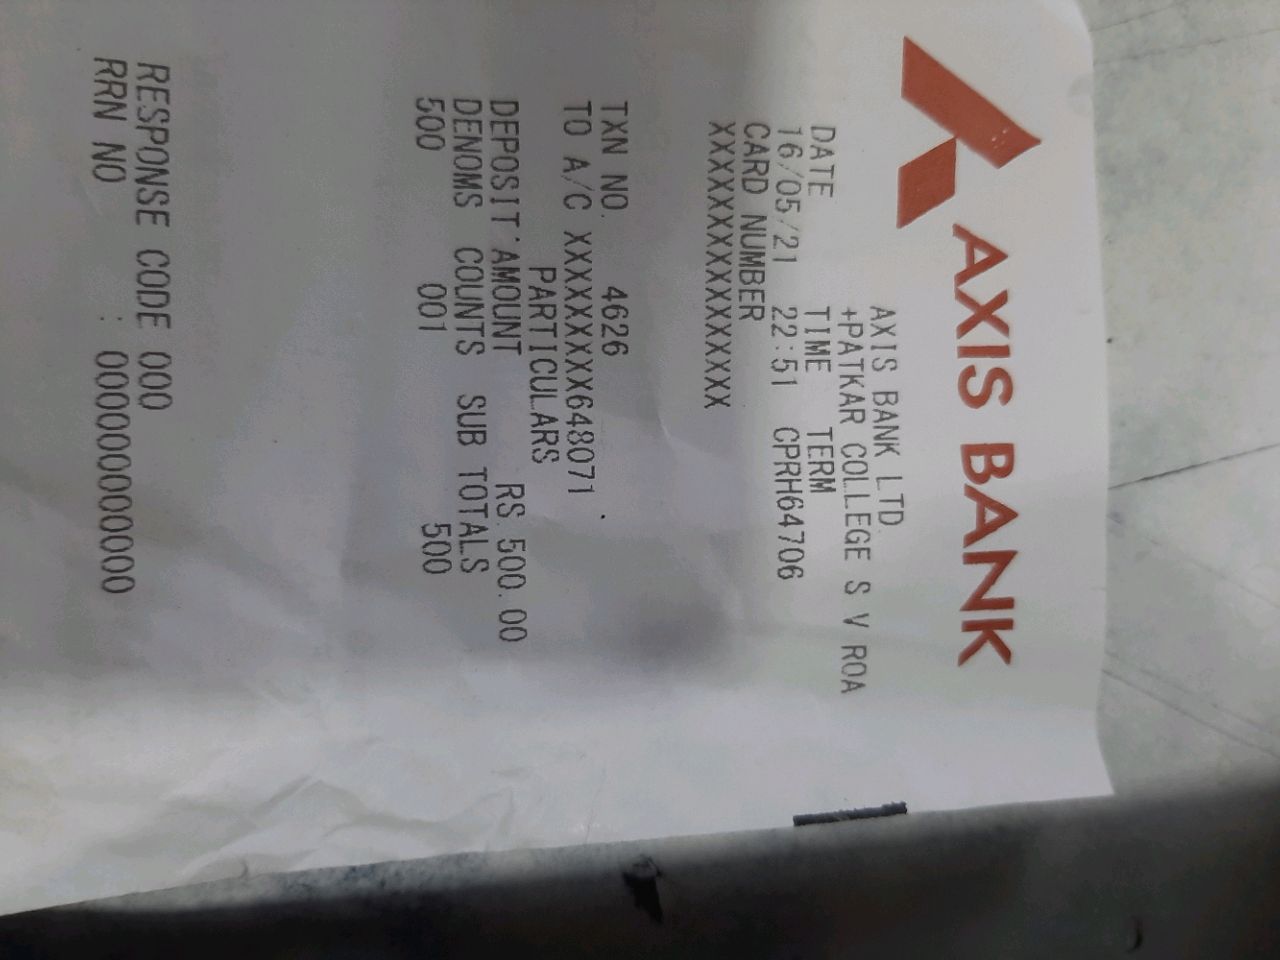 AXIS BANK
AXIS BANK LTD.
+PATKAR COLLEGE S V ROA
DATE TIME TERM
16/05/21 22:51 CPRH64706
CARD NUMBER
XXXXXXXXXXXXXXXX
TXN NO. 4626
TO A/C XXXXXXXXX648071
PARTICULARS
DEPOSIT AMOUNT RS.500.00
DENOMS COUNTS SUB TOTALS
500 001 500
RESPONSE CODE 000
RRN NO : 000000000000